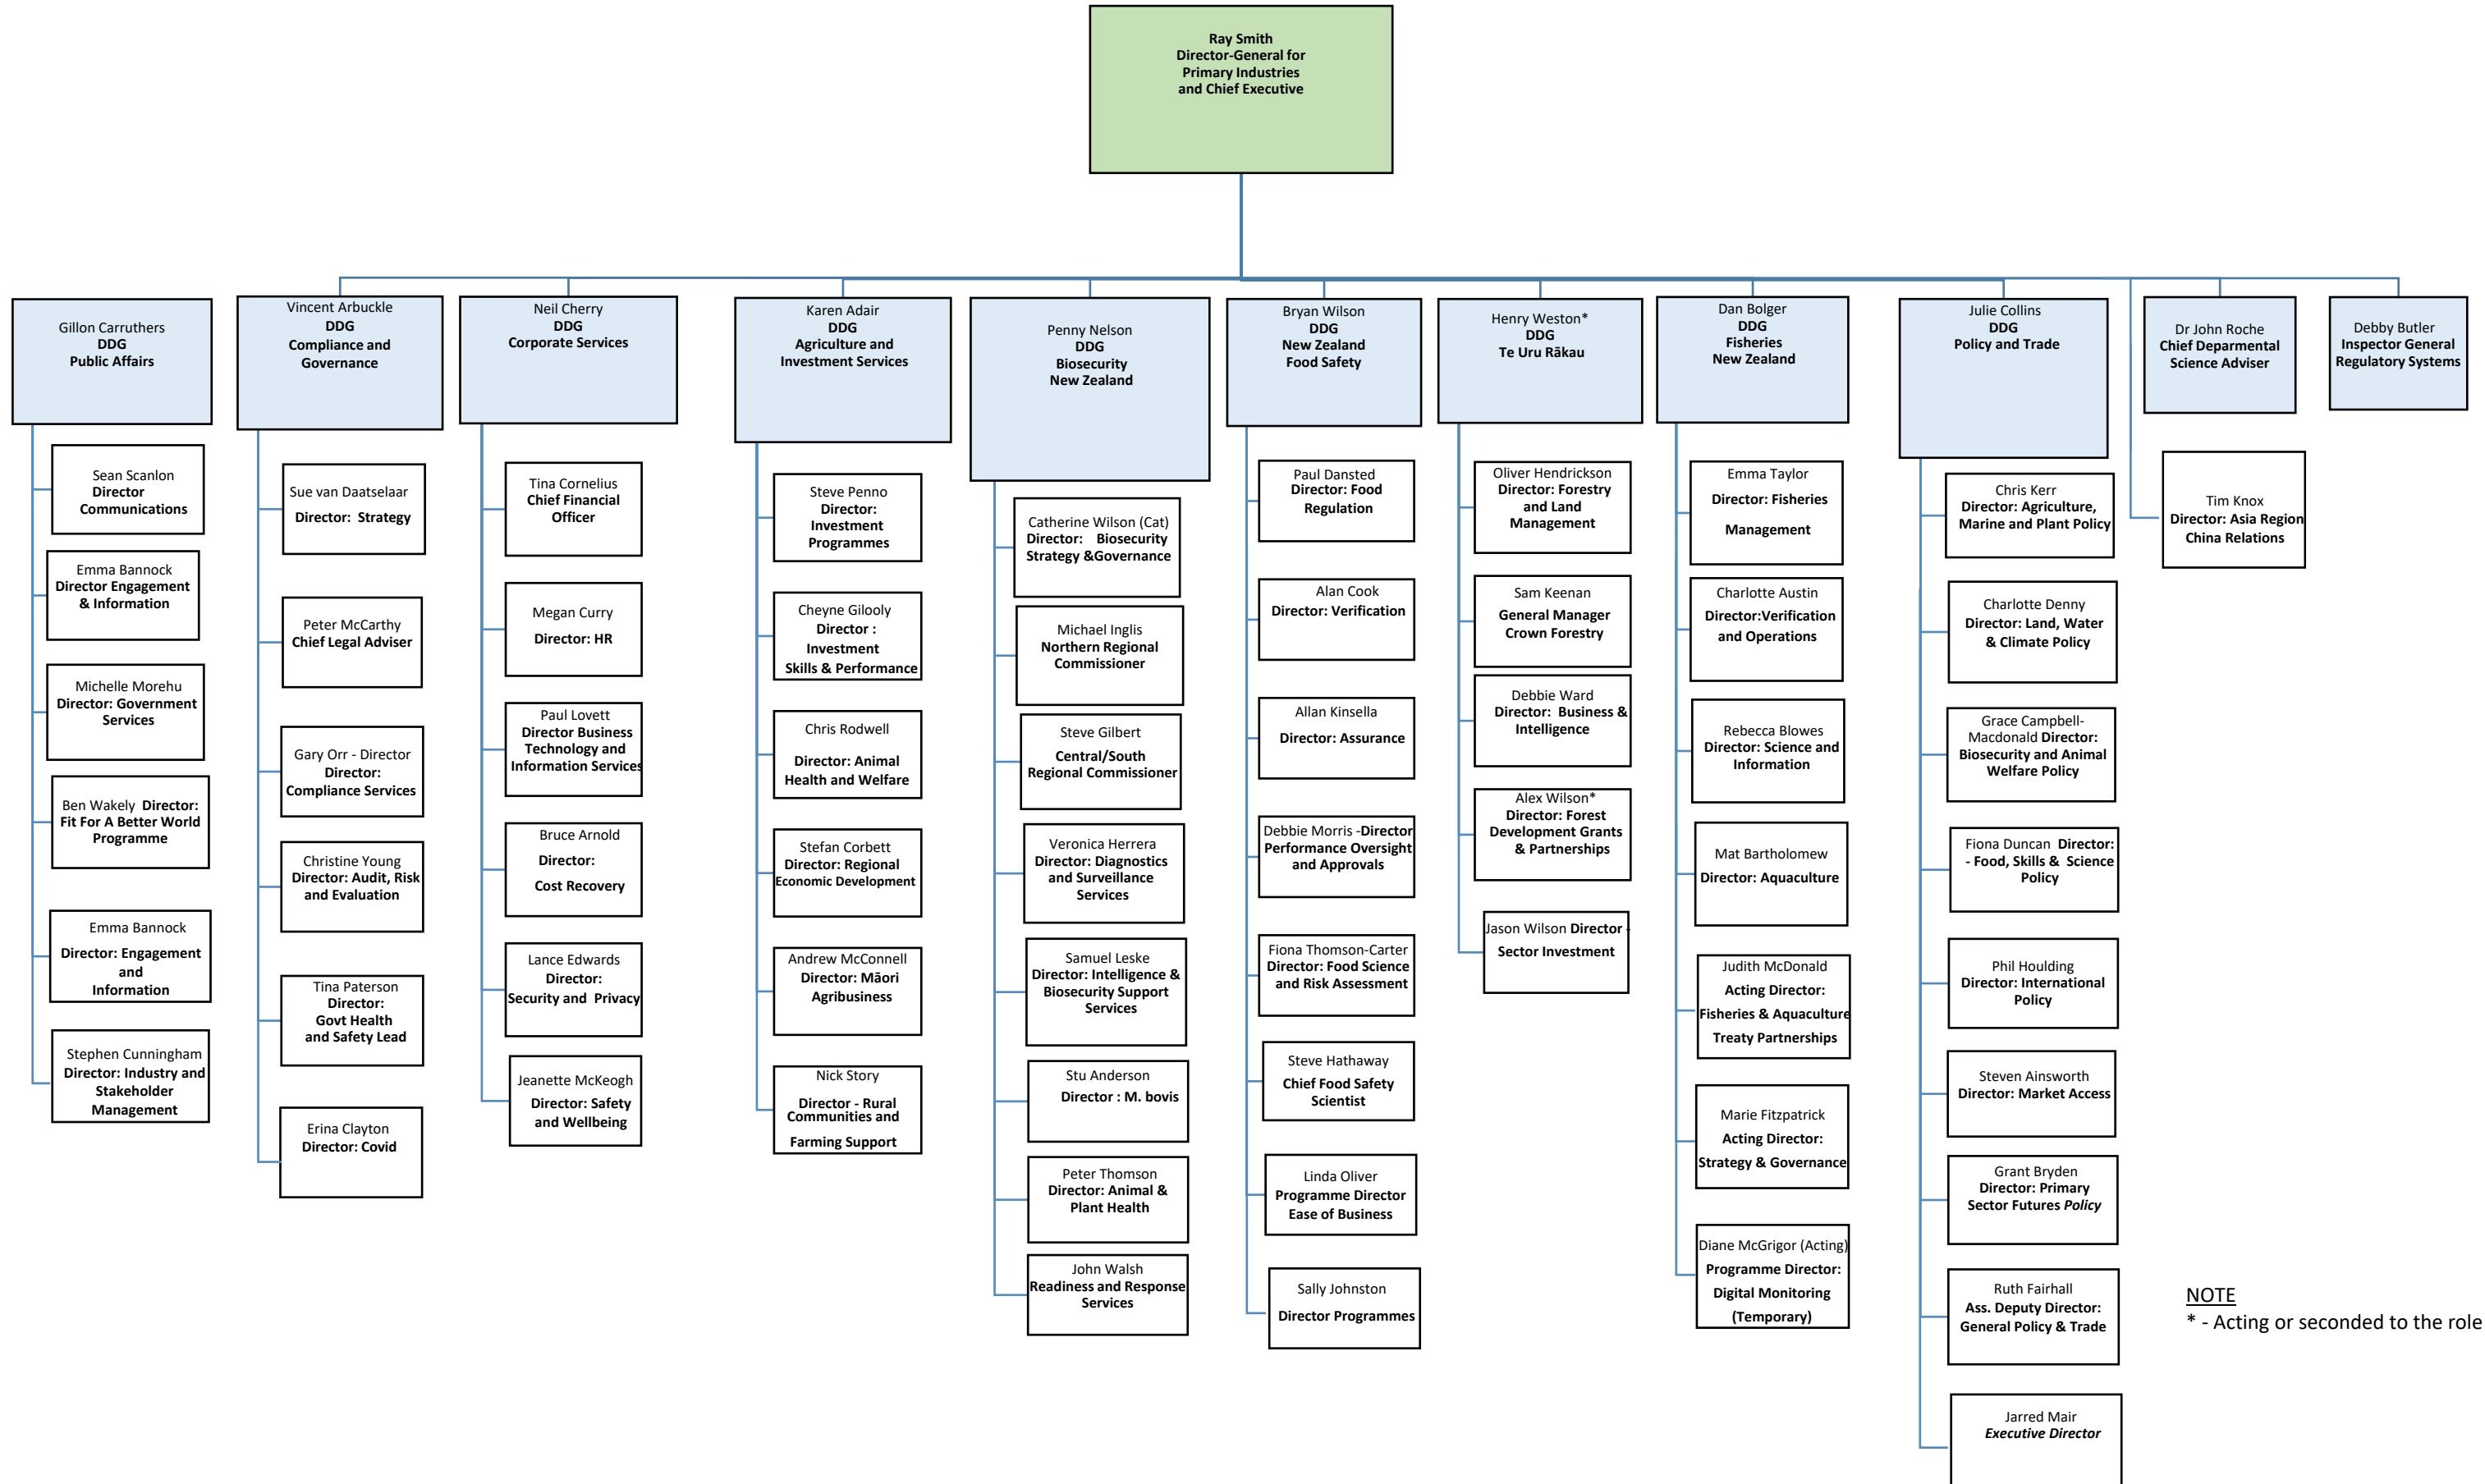 Ray Smith
Director-General for
Primary Industries
and Chief Executive
Gillon Carruthers
DDG
Public Affairs
Sean Scanlon
Director
Communications
Emma Bannock
Director Engagement
& Information
Michelle Morehu
Director: Government
Services
Ben Wakely Director:
Fit For A Better World
Programme
Emma Bannock
Director: Engagement
and
Information
Stephen Cunningham
Director: Industry and
Stakeholder
Management
Vincent Arbuckle
DDG
Compliance and
Governance
Sue van Daatselaar
Director: Strategy
Peter McCarthy
Chief Legal Adviser
Gary Orr - Director
Director:
Compliance Services
Christine Young
Director: Audit, Risk
and Evaluation
Tina Paterson
Director:
Govt Health
and Safety Lead
Erina Clayton
Director: Covid
Neil Cherry
DDG
Corporate Services
Tina Cornelius
Chief Financial
Officer
Megan Curry
Director: HR
Paul Lovett
Director Business
Technology and
Information Services
Bruce Arnold
Director:
Cost Recovery
Lance Edwards
Director:
Security and Privacy
Jeanette McKeogh
Director: Safety
and Wellbeing
Karen Adair
DDG
Agriculture and
Investment Services
Steve Penno
Director:
Investment
Programmes
Cheyne Gilooly
Director :
Investment
Skills & Performance
Chris Rodwell
Director: Animal
Health and Welfare
Stefan Corbett
Director: Regional
Economic Development
Andrew McConnell
Director: Māori
Agribusiness
Nick Story
Director - Rural
Communities and
Farming Support
Penny Nelson
DDG
Biosecurity
New Zealand
Catherine Wilson (Cat)
Director: Biosecurity
Strategy &Governance
Michael Inglis
Northern Regional
Commissioner
Steve Gilbert
Central/South
Regional Commissioner
Veronica Herrera
Director: Diagnostics
and Surveillance
Services
Samuel Leske
Director: Intelligence &
Biosecurity Support
Services
Stu Anderson
Director : M. bovis
Peter Thomson
Director: Animal &
Plant Health
John Walsh
Readiness and Response
Services
Bryan Wilson
DDG
New Zealand
Food Safety
Paul Dansted
Director: Food
Regulation
Alan Cook
Director: Verification
Allan Kinsella
Director: Assurance
Debbie Morris -Director
Performance Oversight
and Approvals
Fiona Thomson-Carter
Director: Food Science
and Risk Assessment
Steve Hathaway
Chief Food Safety
Scientist
Linda Oliver
Programme Director
Ease of Business
Sally Johnston
Director Programmes
Henry Weston*
DDG
Te Uru Rākau
Oliver Hendrickson
Director: Forestry
and Land
Management
Sam Keenan
General Manager
Crown Forestry
Debbie Ward
Director: Business &
Intelligence
Alex Wilson*
Director: Forest
Development Grants
& Partnerships
Jason Wilson Director -
Sector Investment
Dan Bolger
DDG
Fisheries
New Zealand
Emma Taylor
Director: Fisheries
Management
Charlotte Austin
Director:Verification
and Operations
Rebecca Blowes
Director: Science and
Information
Mat Bartholomew
Director: Aquaculture
Judith McDonald
Acting Director:
Fisheries & Aquaculture
Treaty Partnerships
Marie Fitzpatrick
Acting Director:
Strategy & Governance
Diane McGrigor (Acting)
Programme Director:
Digital Monitoring
(Temporary)
Julie Collins
DDG
Policy and Trade
Chris Kerr
Director: Agriculture,
Marine and Plant Policy
Charlotte Denny
Director: Land, Water
& Climate Policy
Grace Campbell-
Macdonald Director:
Biosecurity and Animal
Welfare Policy
Fiona Duncan Director:
- Food, Skills & Science
Policy
Phil Houlding
Director: International
Policy
Steven Ainsworth
Director: Market Access
Grant Bryden
Director: Primary
Sector Futures Policy
Ruth Fairhall
Ass. Deputy Director:
General Policy & Trade
Jarred Mair
Executive Director
Dr John Roche
Chief Deparmental
Science Adviser
Tim Knox
Director: Asia Region
China Relations
Debby Butler
Inspector General
Regulatory Systems
NOTE
* - Acting or seconded to the role